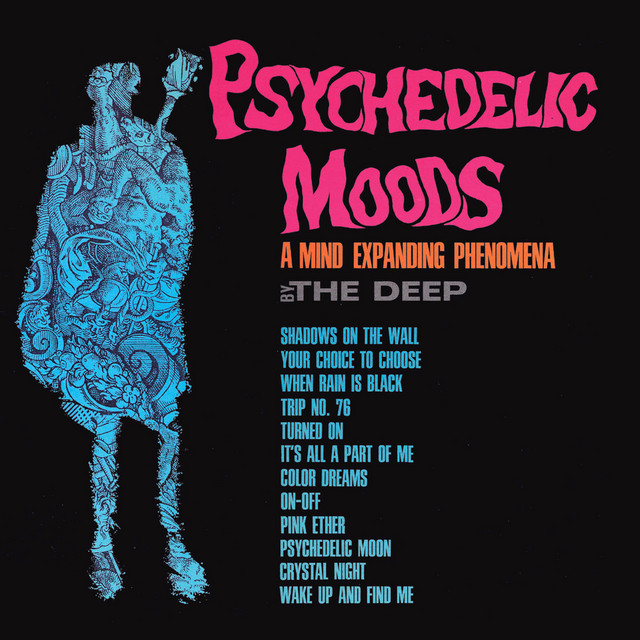 PSYCHEDELIC
MOODS
A MIND EXPANDING PHENOMENA
BY THE DEEP
SHADOWS ON THE WALL
YOUR CHOICE TO CHOOSE
WHEN RAIN IS BLACK
TRIP NO. 76
TURNED ON
IT'S ALL A PART OF ME
COLOR DREAMS
ON-OFF
PINK ETHER
PSYCHEDELIC MOON
CRYSTAL NIGHT
WAKE UP AND FIND ME